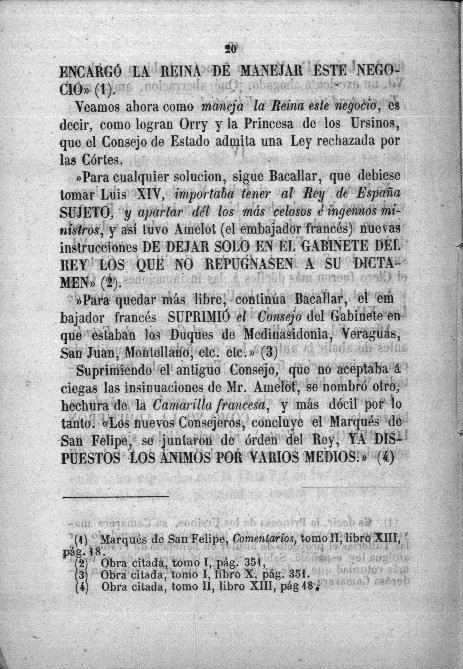 20
ENCARGÓ LA REINA DE MANEJAR ESTE NEGO-
CIO» (1).
Veamos ahora como maneja la Reina este negocio, es
decir, como logran Orry y la Princesa de los Ursinos,
que el Consejo de Estado admita una Ley rechazada por
las Córtes.
»Para cualquier solucion, sigue Bacallar, que debiese
tomar Luis XIV, importaba tener al Rey de España
SUJETO, y apartar dél los más celosos é ingenuos mi-
nistros, y así tuvo Amelot (el embajador francés) nuevas
instrucciones DE DEJAR SOLO EN EL GABINETE DEL
REY LOS QUE NO REPUGNASEN A SU DICTA-
MEN» (2).
»Para quedar más libre, continúa Bacallar, el em
bajador francés SUPRIMIÓ el Consejo del Gabinete en
que estaban los Duques de Medinasidonia, Veraguas,
San Juan, Montellano, etc. etc.» (3)
Suprimiendo el antiguo Consejo, que no aceptaba á
ciegas las insinuaciones de Mr. Amelot, se nombró otro,
hechura de la Camarilla francesa, y más dócil por lo
tanto. «Los nuevos Consejeros, concluye el Marqués de
San Felipe, se juntaron de órden del Rey, YA DIS-
PUESTOS LOS ÁNIMOS POR VARIOS MEDIOS.» (4)
(1) Marqués de San Felipe, Comentarios, tomo II, libro XIII,
pág. 18.
(2) Obra citada, tomo I, pág. 351.
(3) Obra citada, tomo I, libro X, pág. 351.
(4) Obra citada, tomo II, libro XIII, pág 18.